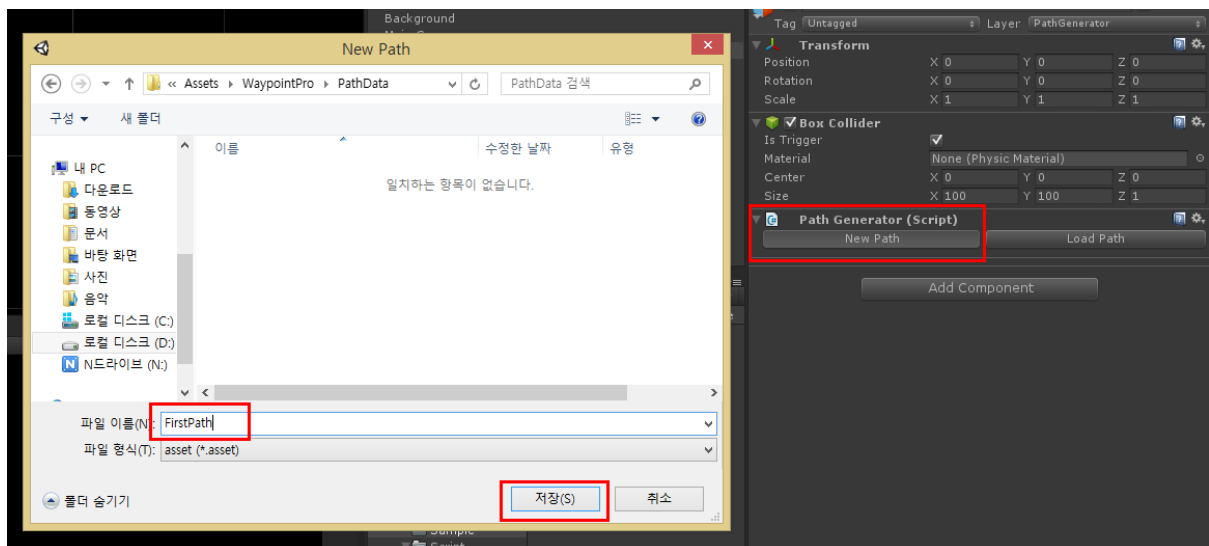 Background
New Path
« Assets › WaypointPro › PathData
PathData 검색
구성
새 폴더
이름
수정한 날짜
유형
일치하는 항목이 없습니다.
내 PC
다운로드
동영상
문서
바탕 화면
사진
음악
로컬 디스크 (C:)
로컬 디스크 (D:)
N드라이브 (N:)
파일 이름(N): FirstPath
파일 형식(T): asset (*.asset)
폴더 숨기기
저장(S)
취소
Tag Untagged Layer PathGenerator
Transform
Position X 0 Y 0 Z 0
Rotation X 0 Y 0 Z 0
Scale X 1 Y 1 Z 1
Box Collider
Is Trigger
Material None (Physic Material)
Center X 0 Y 0 Z 0
Size X 100 Y 100 Z 1
Path Generator (Script)
New Path Load Path
Add Component
Sample
Script